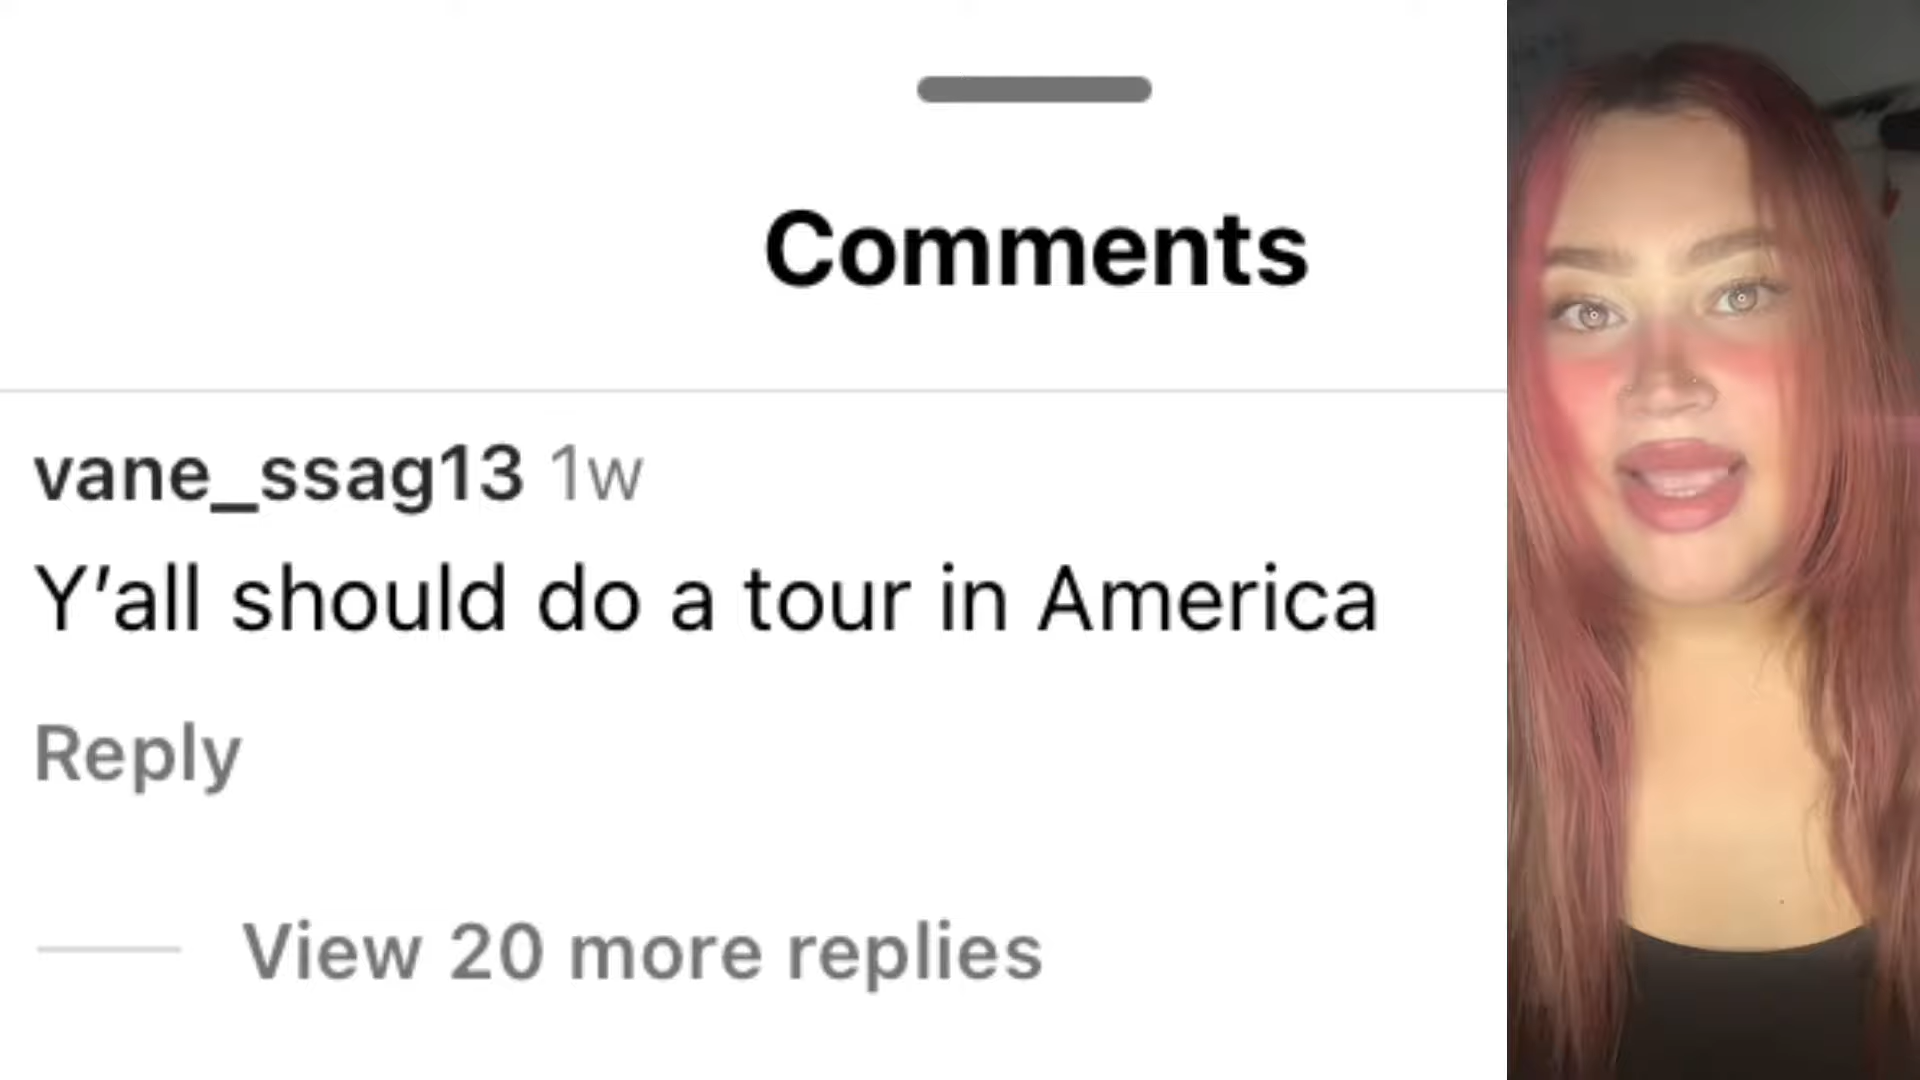 Comments
vane_ssag13 1w
Y'all should do a tour in America
Reply
View 20 more replies